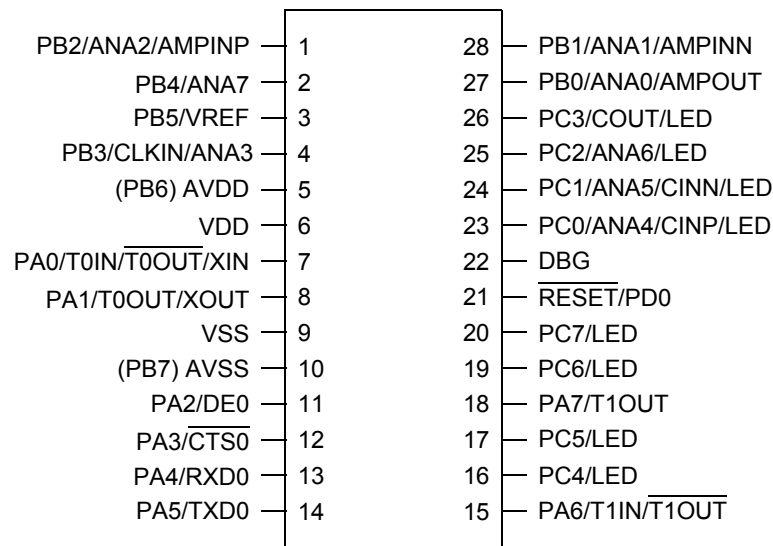 PB2/ANA2/AMPINP 1 28 PB1/ANA1/AMPINN
PB4/ANA7 2 27 PB0/ANA0/AMPOUT
PB5/VREF 3 26 PC3/COUT/LED
PB3/CLKIN/ANA3 4 25 PC2/ANA6/LED
(PB6) AVDD 5 24 PC1/ANA5/CINN/LED
VDD 6 23 PC0/ANA4/CINP/LED
PA0/T0IN/T0OUT/XIN 7 22 DBG
PA1/T0OUT/XOUT 8 21 RESET/PD0
VSS 9 20 PC7/LED
(PB7) AVSS 10 19 PC6/LED
PA2/DE0 11 18 PA7/T1OUT
PA3/CTS0 12 17 PC5/LED
PA4/RXD0 13 16 PC4/LED
PA5/TXD0 14 15 PA6/T1IN/T1OUT